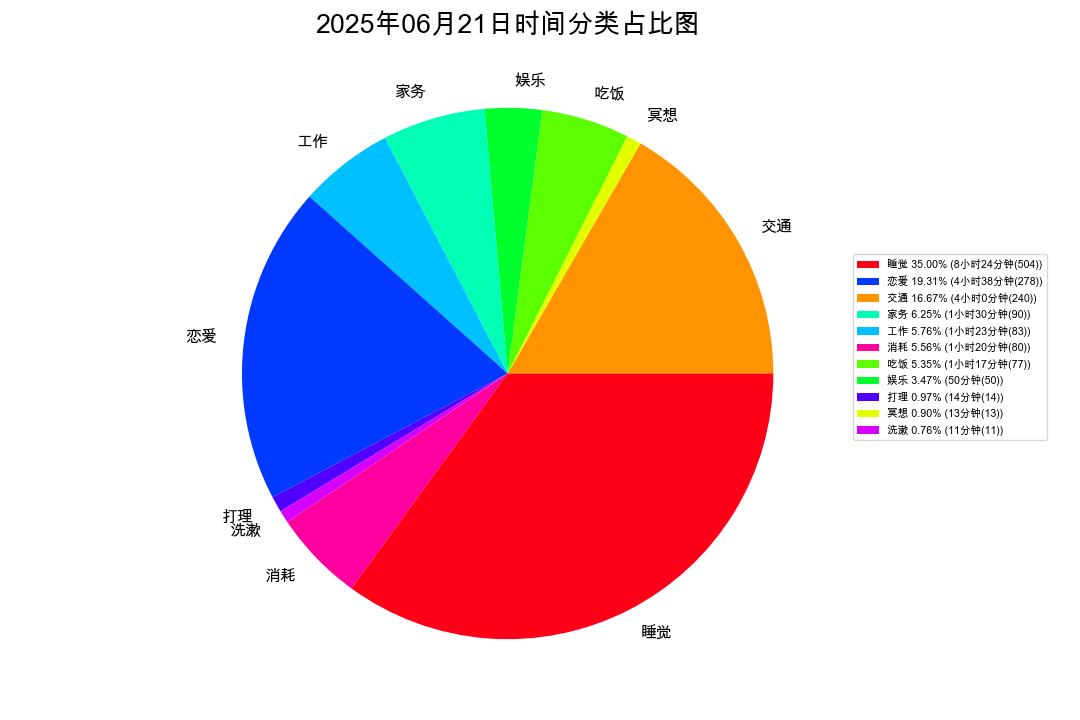 2025年06月21日时间分类占比图
娱乐
家务
吃饭
冥想
工作
交通
恋爱
打理
洗漱
消耗
睡觉
睡觉 35.00% (8小时24分钟(504))
恋爱 19.31% (4小时38分钟(278))
交通 16.67% (4小时0分钟(240))
家务 6.25% (1小时30分钟(90))
工作 5.76% (1小时23分钟(83))
消耗 5.56% (1小时20分钟(80))
吃饭 5.35% (1小时17分钟(77))
娱乐 3.47% (50分钟(50))
打理 0.97% (14分钟(14))
冥想 0.90% (13分钟(13))
洗漱 0.76% (11分钟(11))